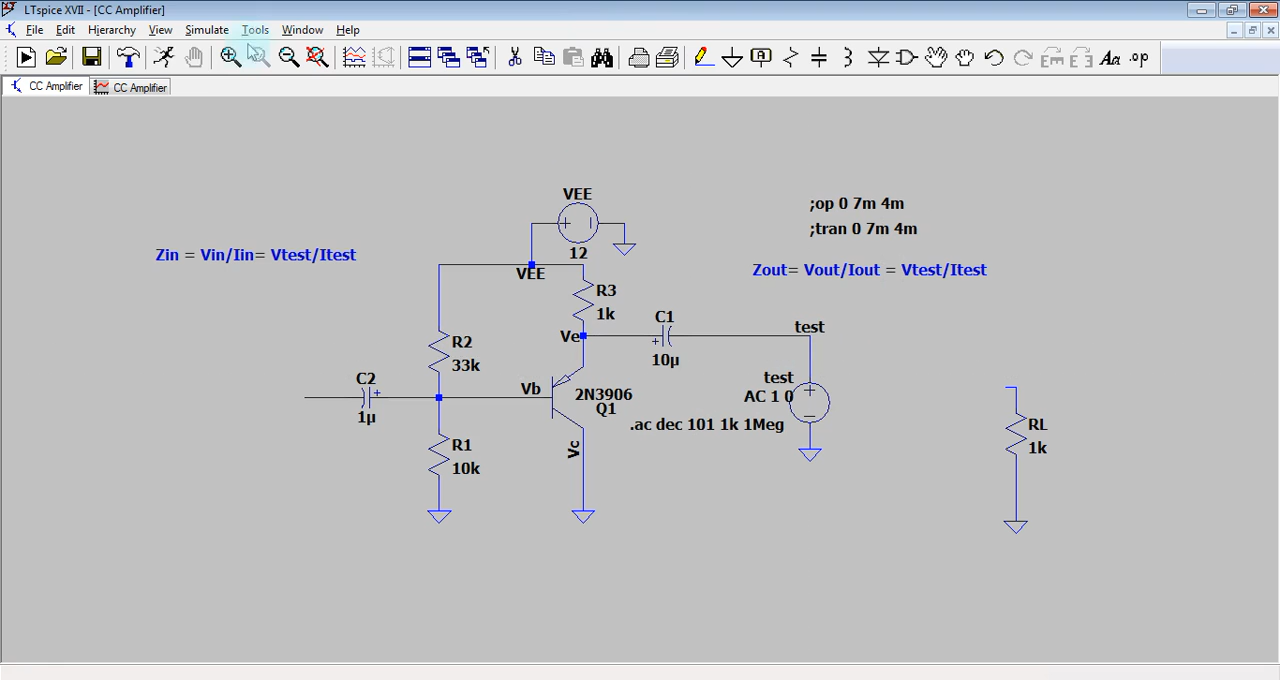 LTspice XVII - [CC Amplifier]
File Edit Hierarchy View Simulate Tools Window Help
A Aa .op
CC Amplifier CC Amplifier
VEE
12
VEE
;op 0 7m 4m
;tran 0 7m 4m
Zin = Vin/Iin= Vtest/Itest
Zout= Vout/Iout = Vtest/Itest
R3
1k
C1
10µ
Ve
test
R2
33k
test
AC 1 0
C2
1µ
Vb
2N3906
Q1
.ac dec 101 1k 1Meg
RL
1k
R1
10k
Vc